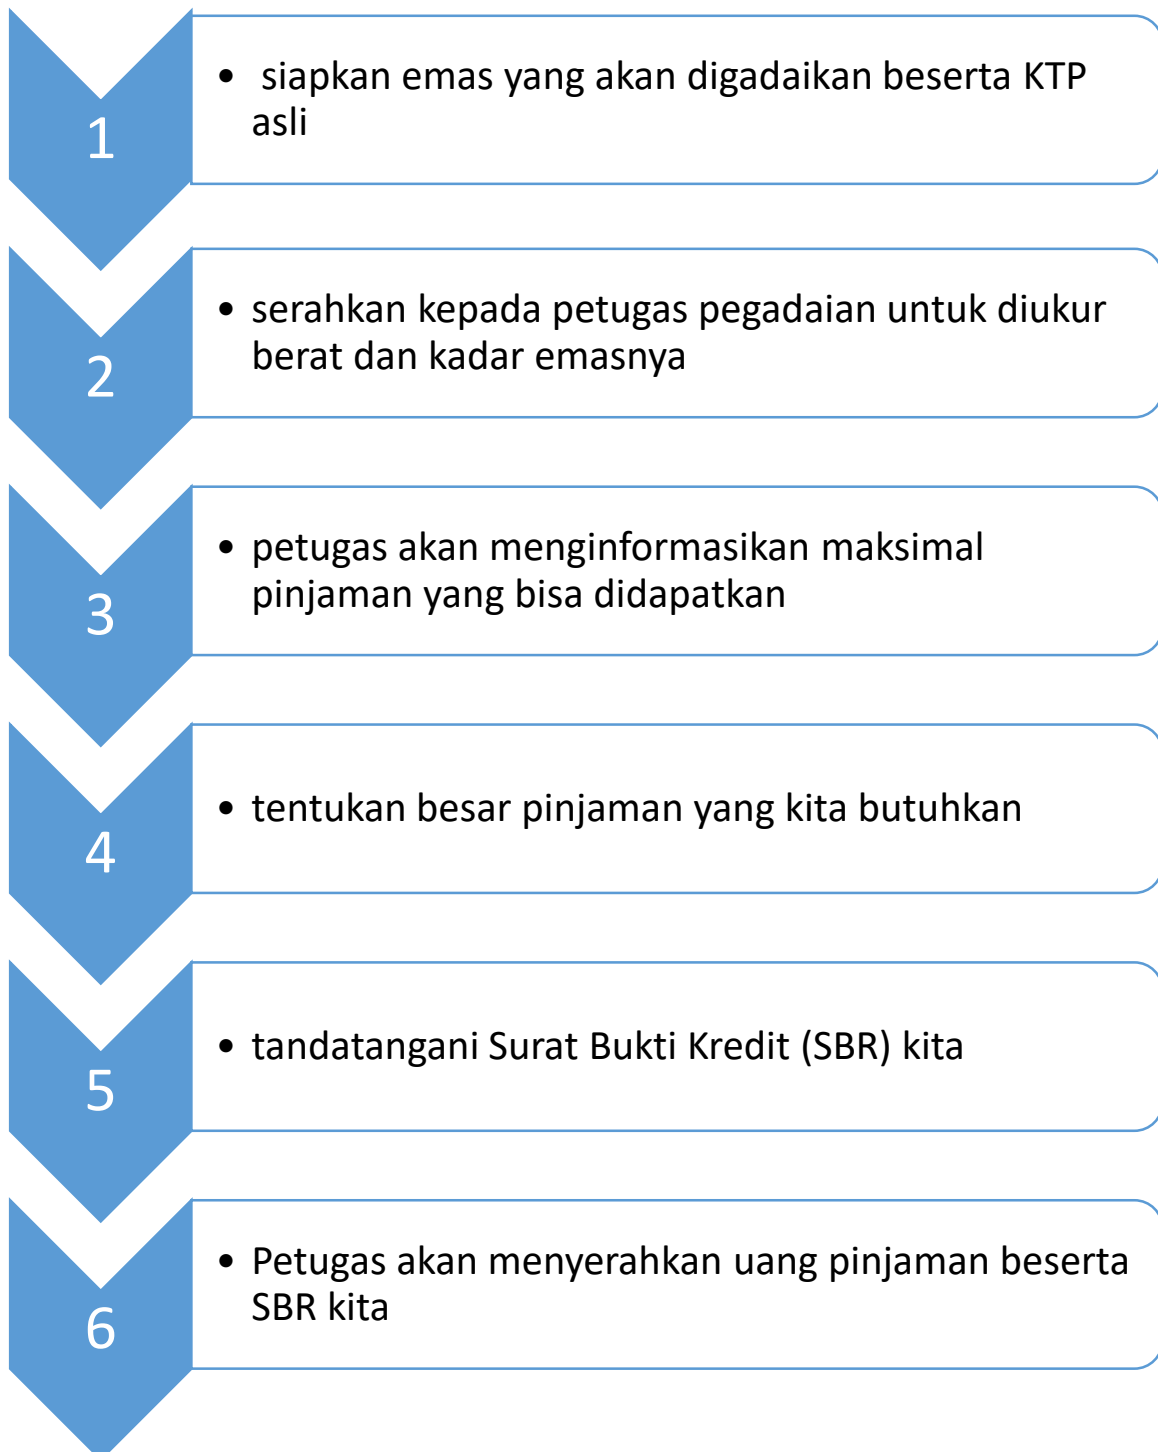 1
• siapkan emas yang akan digadaikan beserta KTP
asli
2
• serahkan kepada petugas pegadaian untuk diukur
berat dan kadar emasnya
3
• petugas akan menginformasikan maksimal
pinjaman yang bisa didapatkan
4
• tentukan besar pinjaman yang kita butuhkan
5
• tandatangani Surat Bukti Kredit (SBR) kita
6
• Petugas akan menyerahkan uang pinjaman beserta
SBR kita